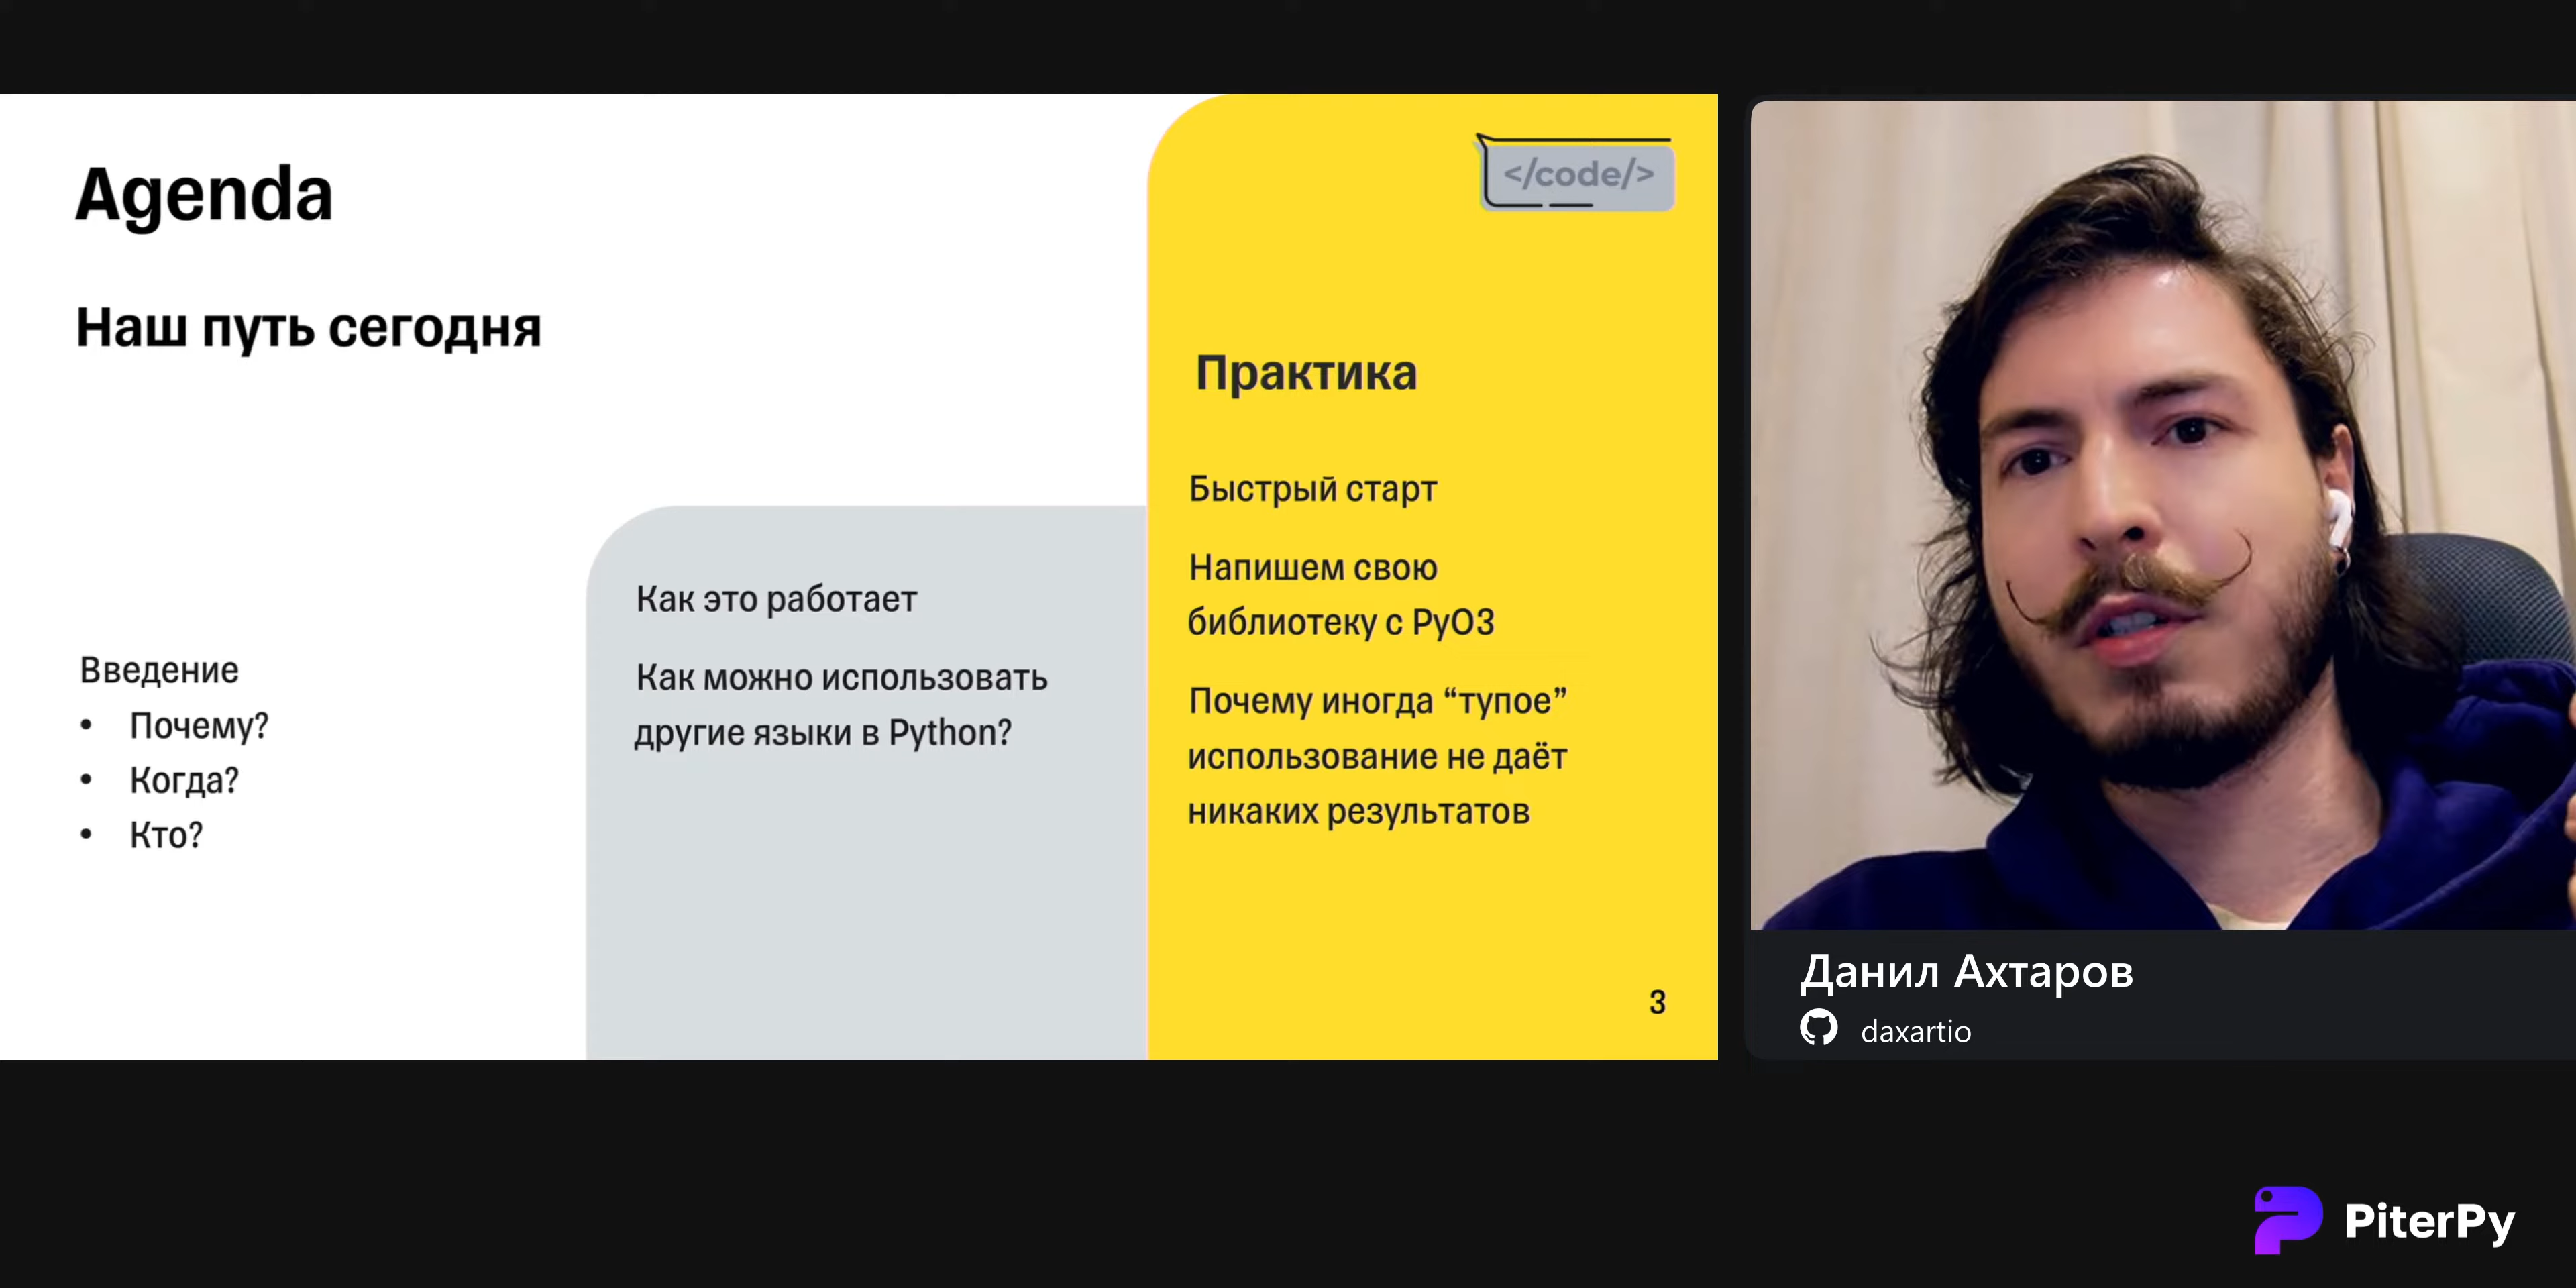 Agenda
Наш путь сегодня
Введение
• Почему?
• Когда?
• Кто?
Как это работает
Как можно использовать
другие языки в Python?
</code/>
Практика
Быстрый старт
Напишем свою
библиотеку с PyO3
Почему иногда “тупое”
использование не даёт
никаких результатов
3
Данил Ахтаров
daxartio
PiterPy